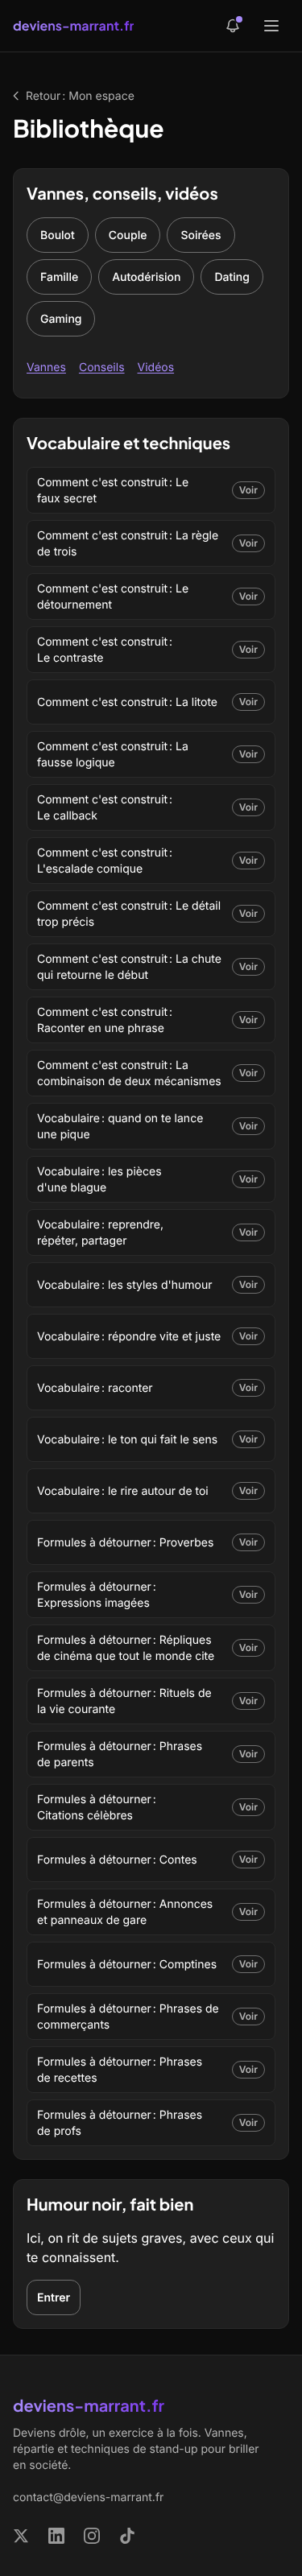 deviens-marrant.fr
Retour : Mon espace
Bibliothèque
Vannes, conseils, vidéos
Boulot Couple Soirées
Famille Autodérision Dating
Gaming
Vannes Conseils Vidéos
Vocabulaire et techniques
Comment c'est construit : Le
faux secret
Voir
Comment c'est construit : La règle
de trois
Voir
Comment c'est construit : Le
détournement
Voir
Comment c'est construit :
Le contraste
Voir
Comment c'est construit : La litote
Voir
Comment c'est construit : La
fausse logique
Voir
Comment c'est construit :
Le callback
Voir
Comment c'est construit :
L'escalade comique
Voir
Comment c'est construit : Le détail
trop précis
Voir
Comment c'est construit : La chute
qui retourne le début
Voir
Comment c'est construit :
Raconter en une phrase
Voir
Comment c'est construit : La
combinaison de deux mécanismes
Voir
Vocabulaire : quand on te lance
une pique
Voir
Vocabulaire : les pièces
d'une blague
Voir
Vocabulaire : reprendre,
répéter, partager
Voir
Vocabulaire : les styles d'humour
Voir
Vocabulaire : répondre vite et juste
Voir
Vocabulaire : raconter
Voir
Vocabulaire : le ton qui fait le sens
Voir
Vocabulaire : le rire autour de toi
Voir
Formules à détourner : Proverbes
Voir
Formules à détourner :
Expressions imagées
Voir
Formules à détourner : Répliques
de cinéma que tout le monde cite
Voir
Formules à détourner : Rituels de
la vie courante
Voir
Formules à détourner : Phrases
de parents
Voir
Formules à détourner :
Citations célèbres
Voir
Formules à détourner : Contes
Voir
Formules à détourner : Annonces
et panneaux de gare
Voir
Formules à détourner : Comptines
Voir
Formules à détourner : Phrases de
commerçants
Voir
Formules à détourner : Phrases
de recettes
Voir
Formules à détourner : Phrases
de profs
Voir
Humour noir, fait bien
Ici, on rit de sujets graves, avec ceux qui
te connaissent.
Entrer
deviens-marrant.fr
Deviens drôle, un exercice à la fois. Vannes,
répartie et techniques de stand-up pour briller
en société.
contact@deviens-marrant.fr